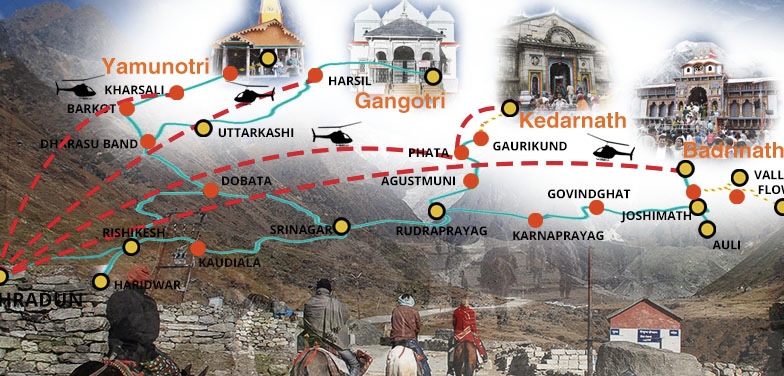 Yamunotri
KHARSALI
BARKOT
HARSIL
Gangotri
Kedarnath
DHARASU BAND
UTTARKASHI
PHATA
GAURIKUND
Badrinath
AGUSTMUNI
VALL
FLOW
DOBATA
GOVINDGHAT
JOSHIMATH
RISHIKESH
SRINAGAR
RUDRAPRAYAG
KARNAPRAYAG
AULI
KAUDIALA
HARIDWAR
HRADUN